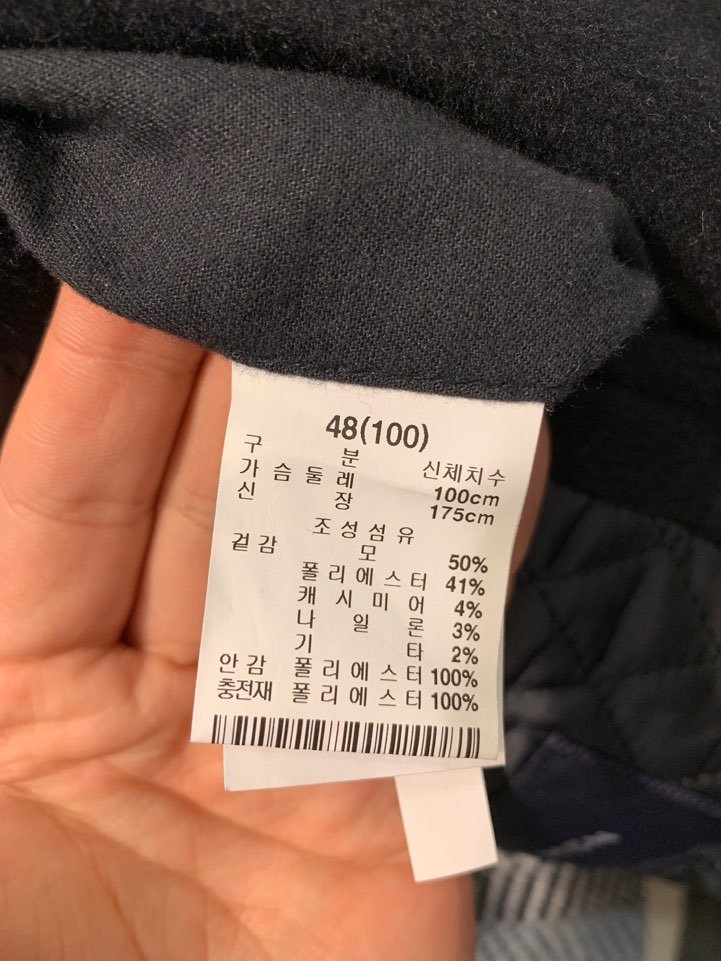 48(100)
구 분 신체치수
가 슴 둘 레 100cm
신 장 175cm
조 성 섬 유
겉 감 모 50%
폴 리 에 스 터 41%
캐 시 미 어 4%
나 일 론 3%
기 타 2%
안 감 폴 리 에 스 터 100%
충전재 폴 리 에 스 터 100%